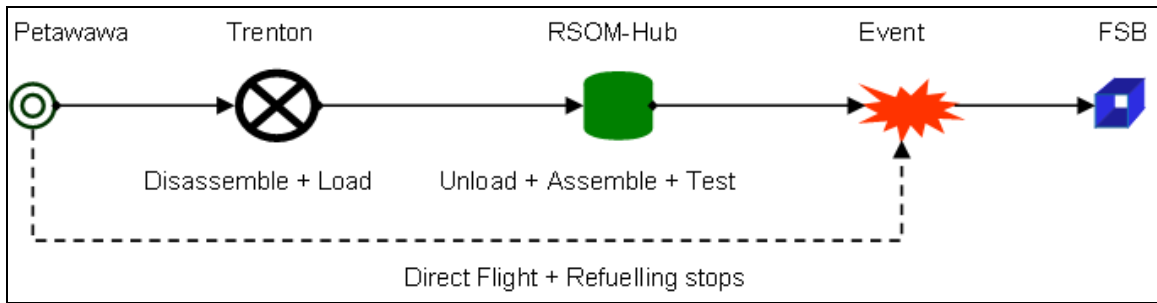 Petawawa
Trenton
RSOM-Hub
Event
FSB
Disassemble + Load
Unload + Assemble + Test
Direct Flight + Refuelling stops